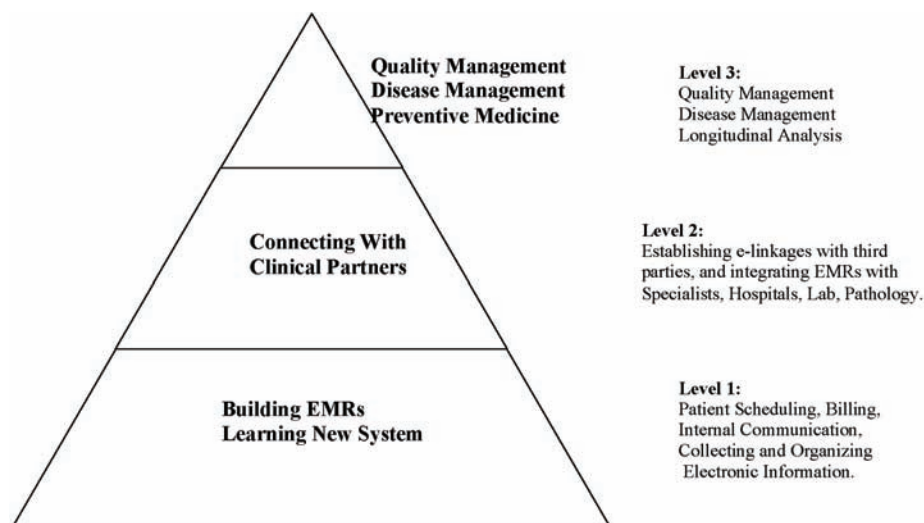 Quality Management
Disease Management
Preventive Medicine
Level 3:
Quality Management
Disease Management
Longitudinal Analysis
Connecting With
Clinical Partners
Level 2:
Establishing e-linkages with third
parties, and integrating EMRs with
Specialists, Hospitals, Lab, Pathology.
Building EMRs
Learning New System
Level 1:
Patient Scheduling, Billing,
Internal Communication,
Collecting and Organizing
Electronic Information.